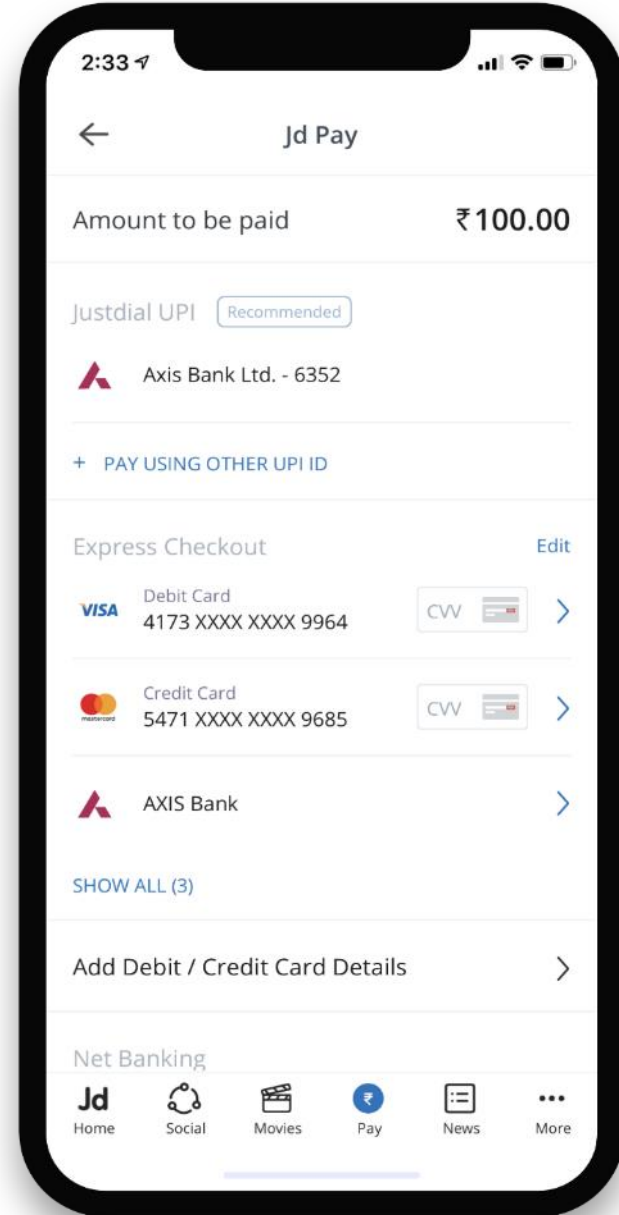 2:33
Jd Pay
Amount to be paid ₹100.00
Justdial UPI Recommended
Axis Bank Ltd. - 6352
+ PAY USING OTHER UPI ID
Express Checkout Edit
VISA Debit Card CVV
4173 XXXX XXXX 9964
Credit Card CVV
mastercard 5471 XXXX XXXX 9685
AXIS Bank
SHOW ALL (3)
Add Debit / Credit Card Details
Net Banking
Jd ₹
Home Social Movies Pay News More